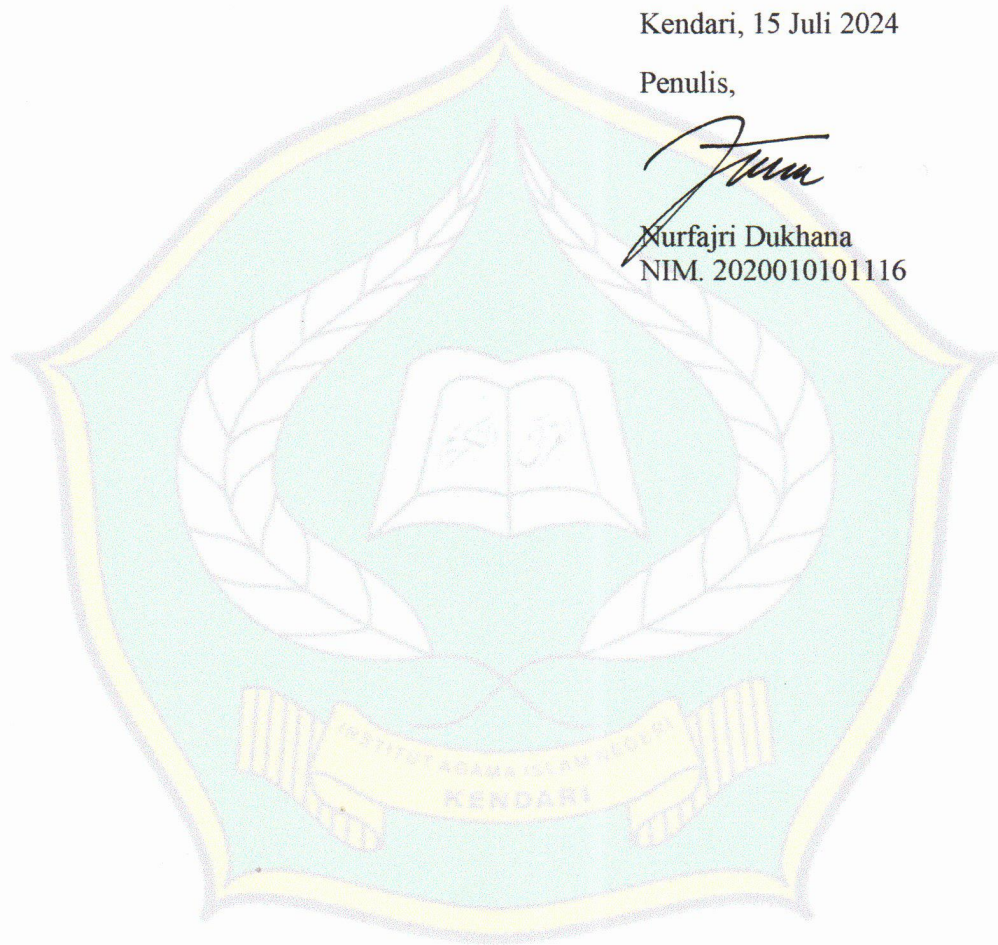 Kendari, 15 Juli 2024
Penulis,
Nurfajri Dukhana
NIM. 2020010101116
INSTITUT AGAMA ISLAM NEGERI
KENDARI